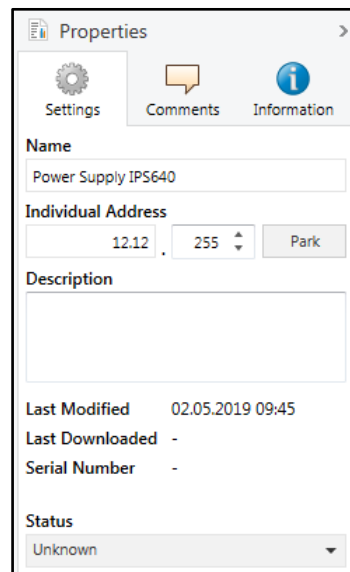 Properties
Settings Comments Information
Name
Power Supply IPS640
Individual Address
12.12 . 255 Park
Description
Last Modified 02.05.2019 09:45
Last Downloaded -
Serial Number -
Status
Unknown